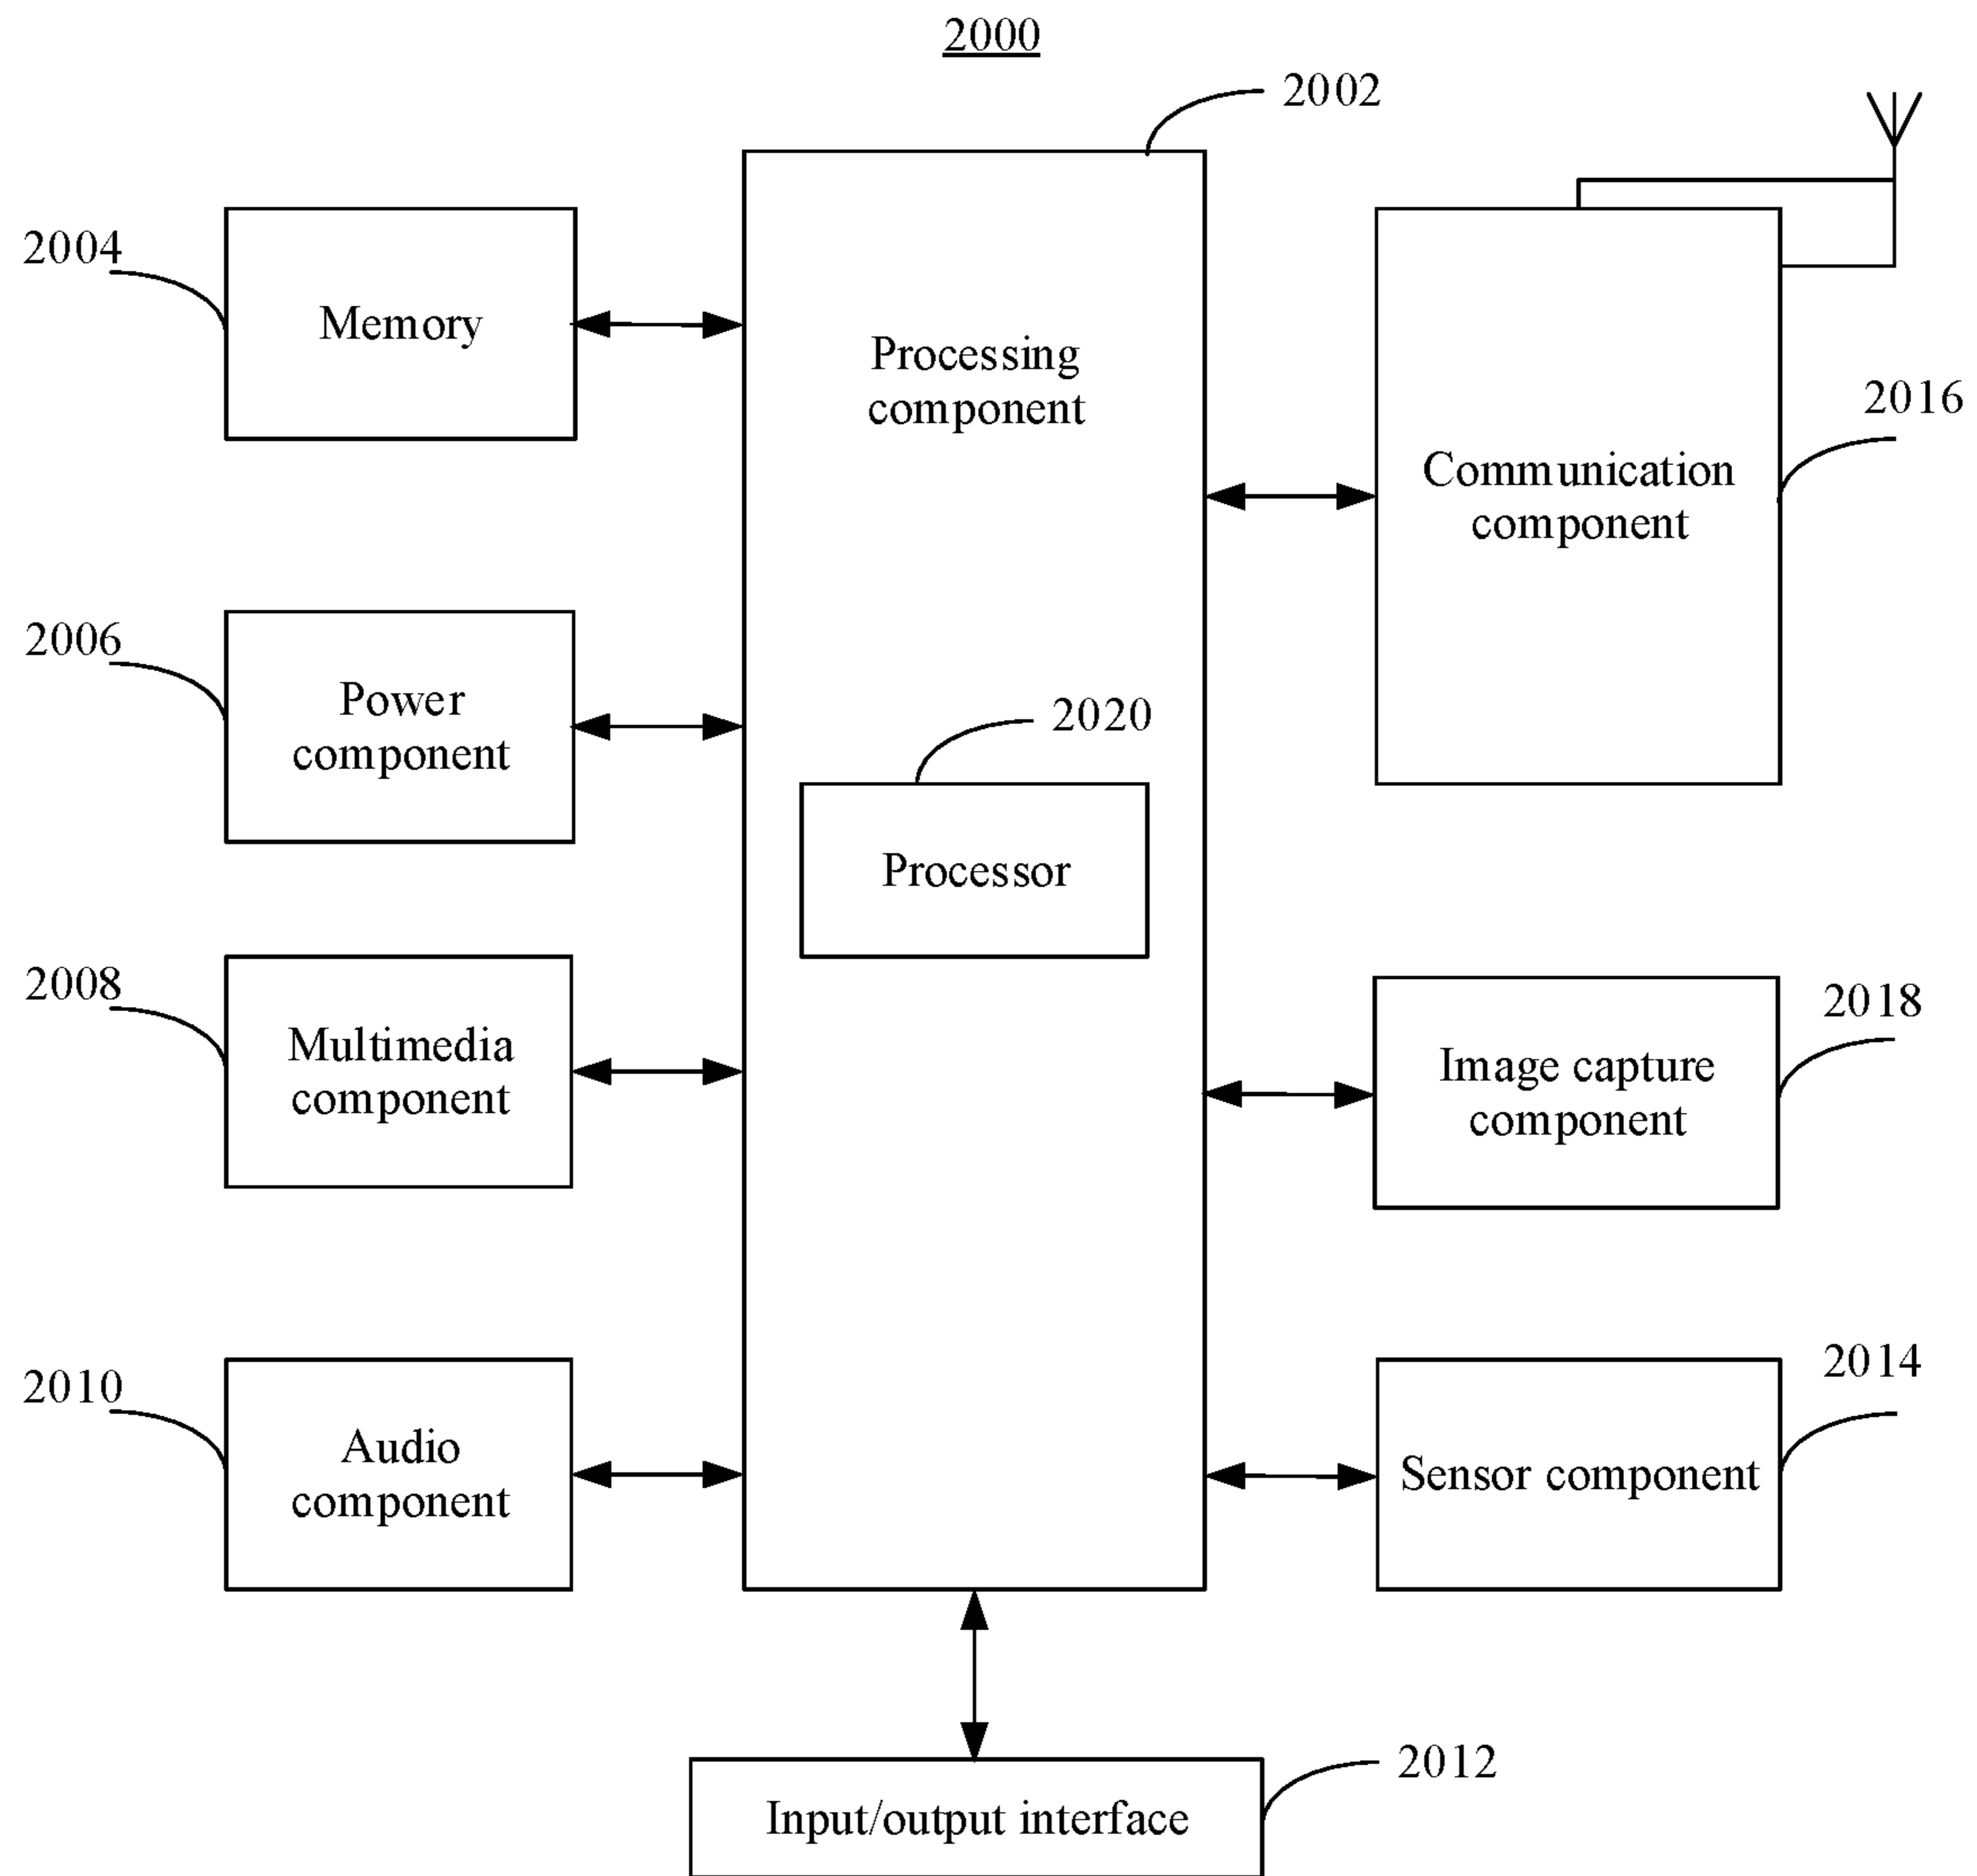 2000
2002
2004
Memory
Processing
component
2016
Communication
component
2006
Power
component
2020
Processor
2008
Multimedia
component
2018
Image capture
component
2010
Audio
component
2014
Sensor component
2012
Input/output interface